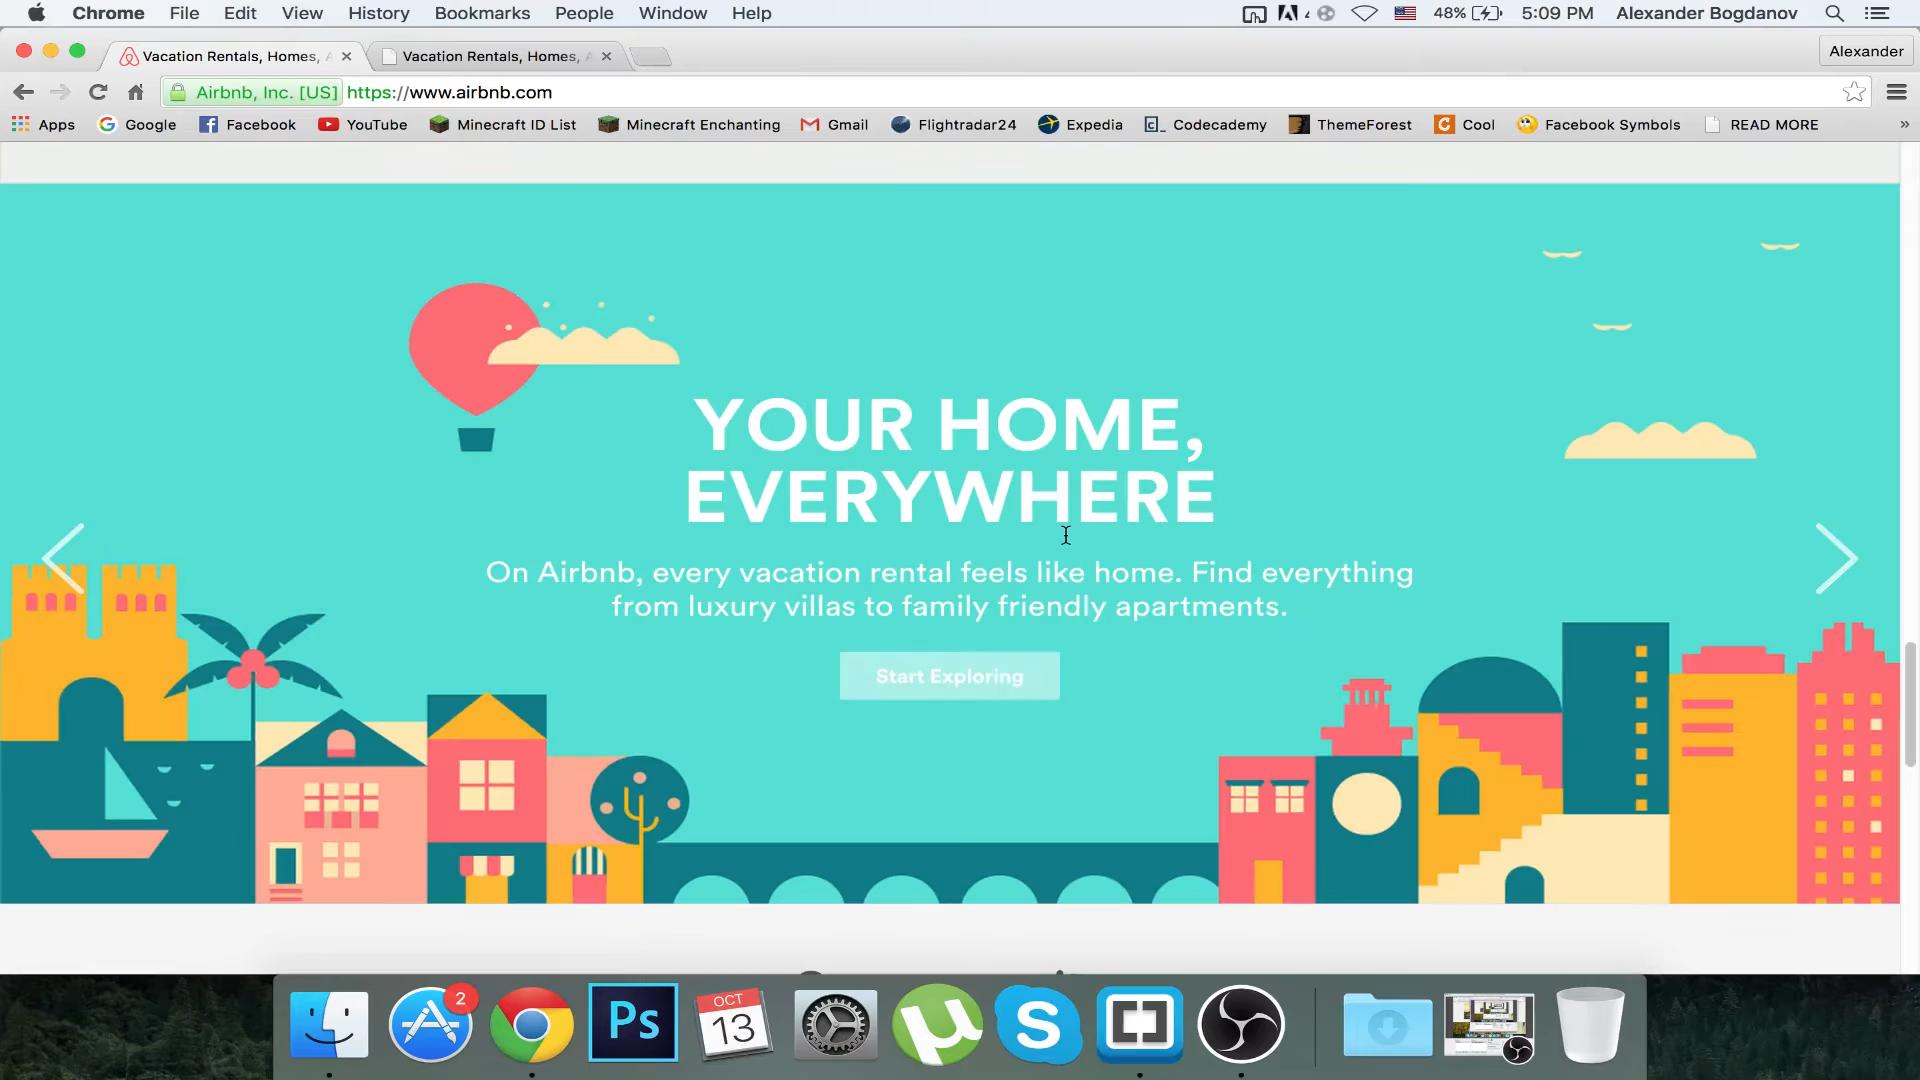 Chrome File Edit View History Bookmarks People Window Help 48% 5:09 PM Alexander Bogdanov
Vacation Rentals, Homes, Vacation Rentals, Homes, Alexander
Airbnb, Inc. [US] https://www.airbnb.com
Apps Google Facebook YouTube Minecraft ID List Minecraft Enchanting Gmail Flightradar24 Expedia Codecademy ThemeForest Cool Facebook Symbols READ MORE »
YOUR HOME,
EVERYWHERE
On Airbnb, every vacation rental feels like home. Find everything
from luxury villas to family friendly apartments.
Start Exploring
2
Ps
OCT
13
µ
S